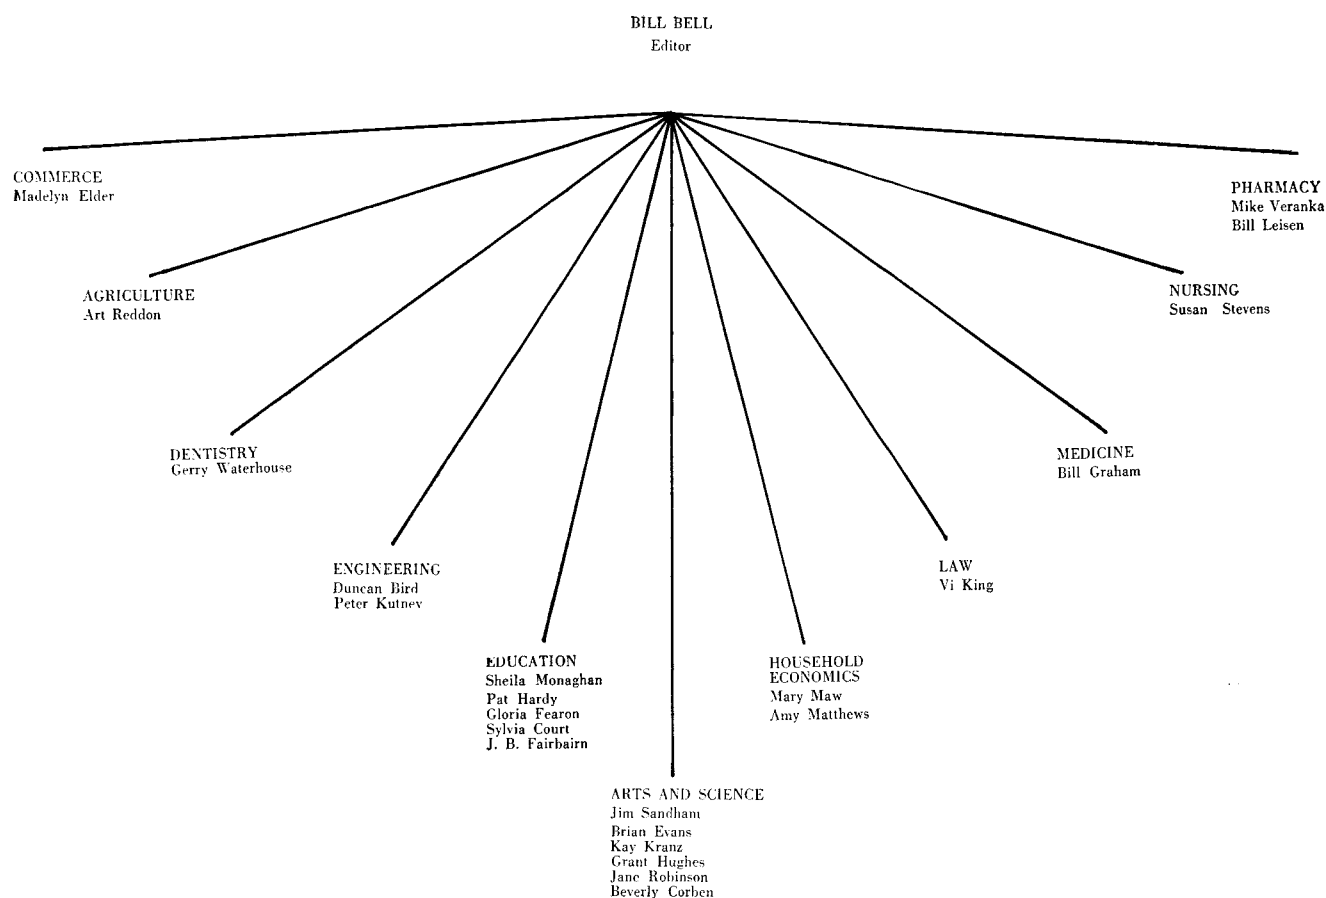 BILL BELL
Editor
COMMERCE
Madelyn Elder
PHARMACY
Mike Veranka
Bill Leisen
AGRICULTURE
Art Reddon
NURSING
Susan Stevens
DENTISTRY
Gerry Waterhouse
MEDICINE
Bill Graham
ENGINEERING
Duncan Bird
Peter Kutney
LAW
Vi King
EDUCATION
Sheila Monaghan
Pat Hardy
Gloria Fearon
Sylvia Court
J. B. Fairbairn
HOUSEHOLD
ECONOMICS
Mary Maw
Amy Matthews
ARTS AND SCIENCE
Jim Sandham
Brian Evans
Kay Kranz
Grant Hughes
Jane Robinson
Beverly Corben